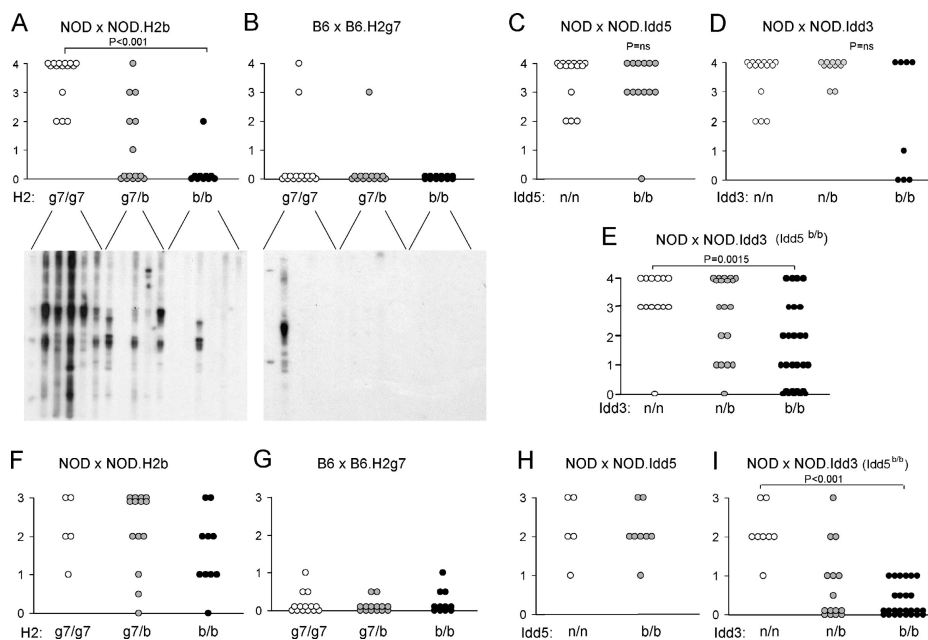 A
NOD x NOD.H2b
P<0.001
4
3
2
1
0
H2: g7/g7 g7/b b/b
B
B6 x B6.H2g7
4
3
2
1
0
g7/g7 g7/b b/b
C
NOD x NOD.Idd5
P=ns
4
3
2
1
0
Idd5: n/n b/b
D
NOD x NOD.Idd3
P=ns
4
3
2
1
0
Idd3: n/n n/b b/b
E
NOD x NOD.Idd3 (Idd5 b/b)
P=0.0015
4
3
2
1
0
Idd3: n/n n/b b/b
F
NOD x NOD.H2b
3
2
1
0
H2: g7/g7 g7/b b/b
G
B6 x B6.H2g7
3
2
1
0
g7/g7 g7/b b/b
H
NOD x NOD.Idd5
3
2
1
0
Idd5: n/n b/b
I
NOD x NOD.Idd3 (Idd5b/b)
P<0.001
3
2
1
0
Idd3: n/n n/b b/b